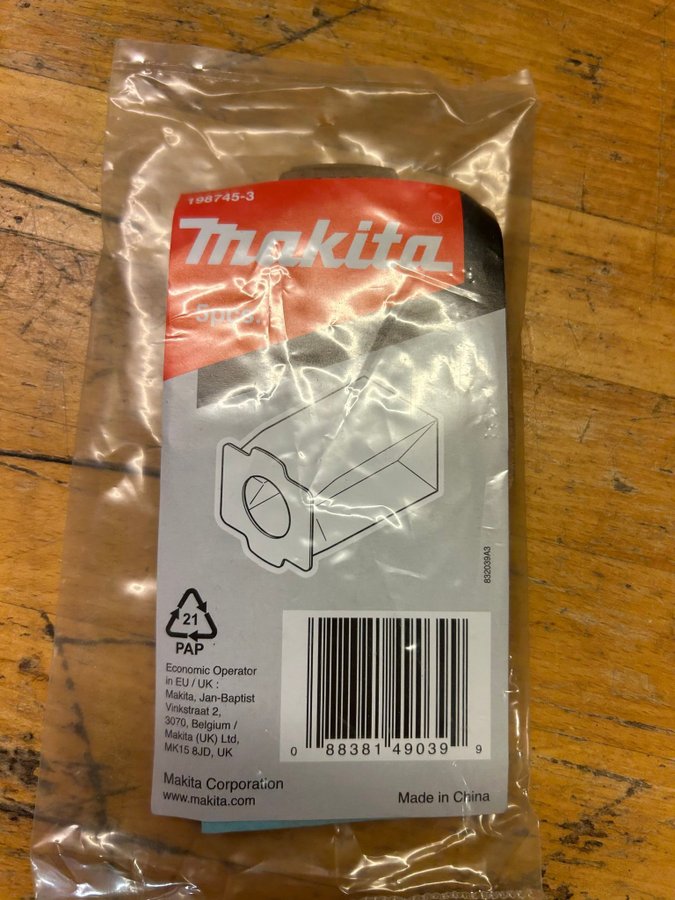 198745-3
makita®
5pcs.
832039A3
21
PAP
Economic Operator
in EU / UK :
Makita, Jan-Baptist
Vinkstraat 2,
3070, Belgium /
Makita (UK) Ltd,
MK15 8JD, UK
0 88381 49039 9
Makita Corporation
www.makita.com
Made in China